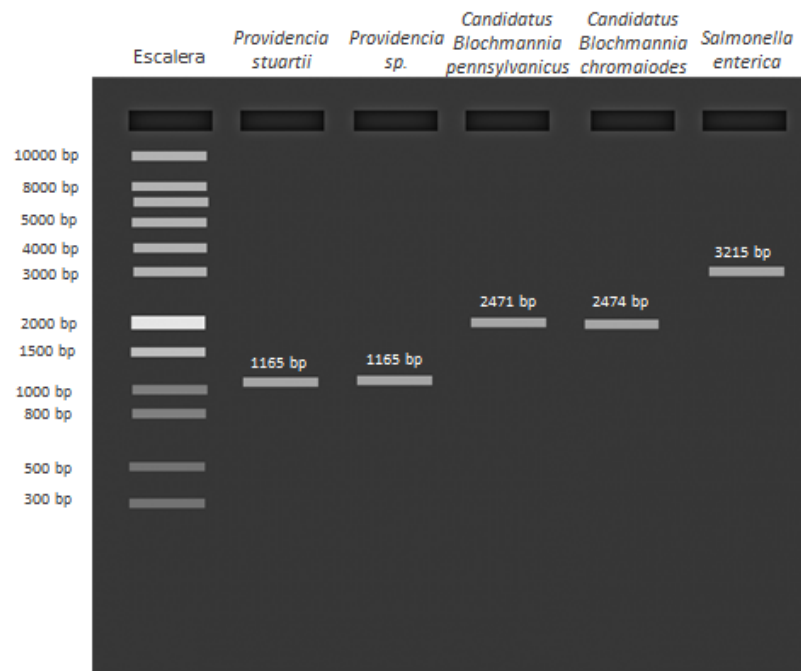 Escalera
Providencia
stuartii
Providencia
sp.
Candidatus
Blochmannia
pennsylvanicus
Candidatus
Blochmannia
chromaiodes
Salmonella
enterica
10000 bp
8000 bp
5000 bp
4000 bp
3000 bp
2000 bp
1500 bp
1000 bp
800 bp
500 bp
300 bp
1165 bp
1165 bp
2471 bp
2474 bp
3215 bp